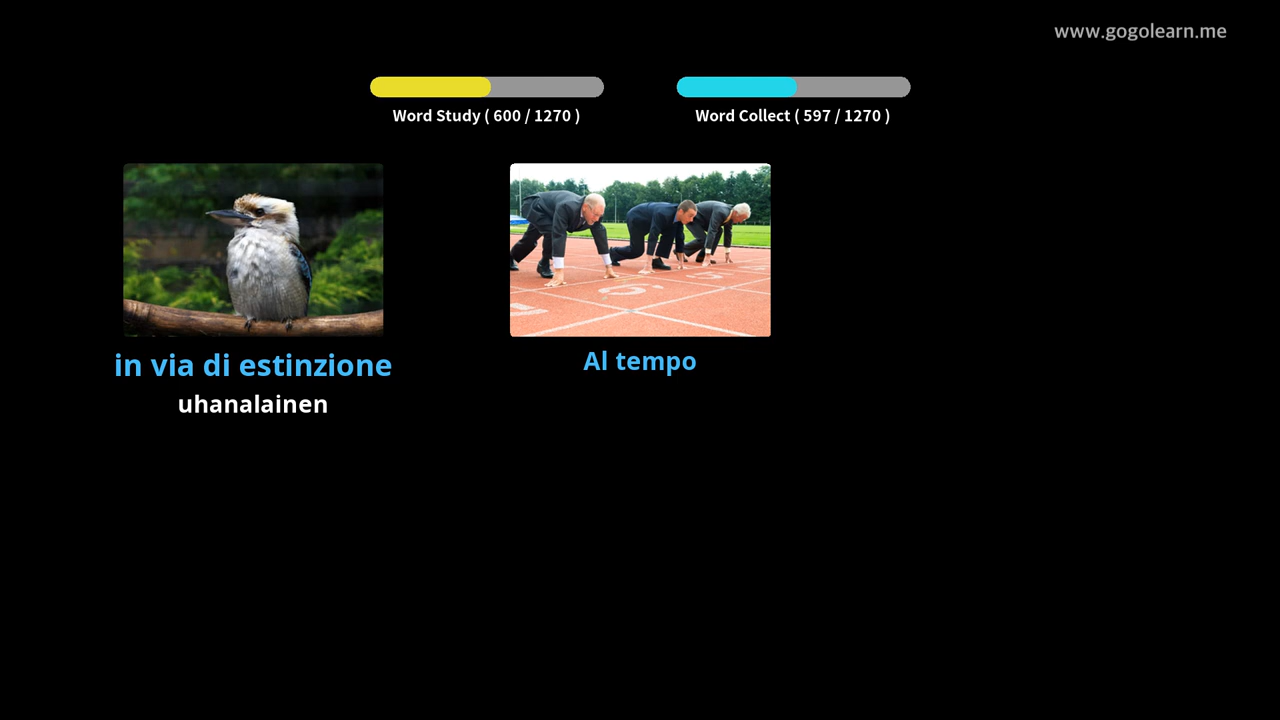 www.gogolearn.me
Word Study ( 600 / 1270 )
Word Collect ( 597 / 1270 )
in via di estinzione
uhanalainen
Al tempo